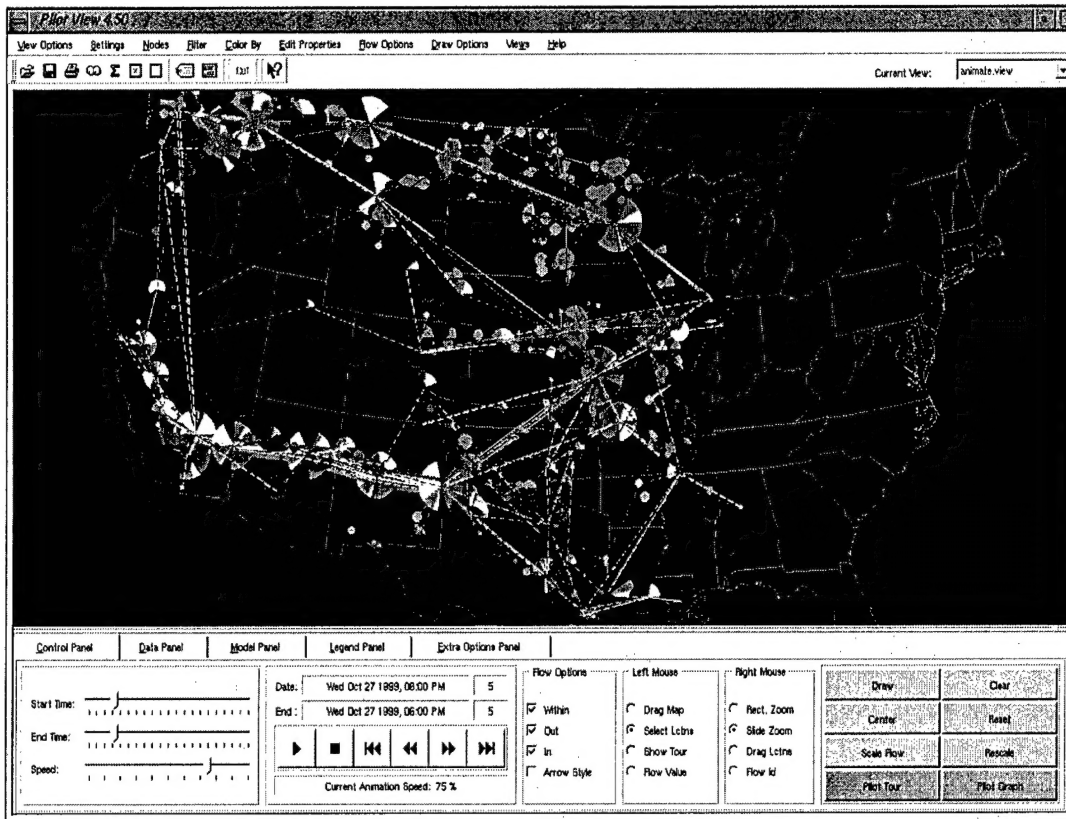 Pilot View 4.50
View Options Settings Nodes Filter Color By Edit Properties Flow Options Draw Options Views Help
EXIT Current View: animate.view
Control Panel Data Panel Model Panel Legend Panel Extra Options Panel
Start Time:
End Time:
Speed:
Date: Wed Oct 27 1999, 06:00 PM 5
End : Wed Oct 27 1999, 06:00 PM 5
Current Animation Speed: 75 %
Flow Options
Within
Out
In
Arrow Style
Left Mouse
Drag Map
Select Lctns
Show Tour
Flow Value
Right Mouse
Rect. Zoom
Slide Zoom
Drag Lctns
Flow Id
Draw Clear
Center Reset
Scale Flow Rescale
Pilot Tour Pilot Graph